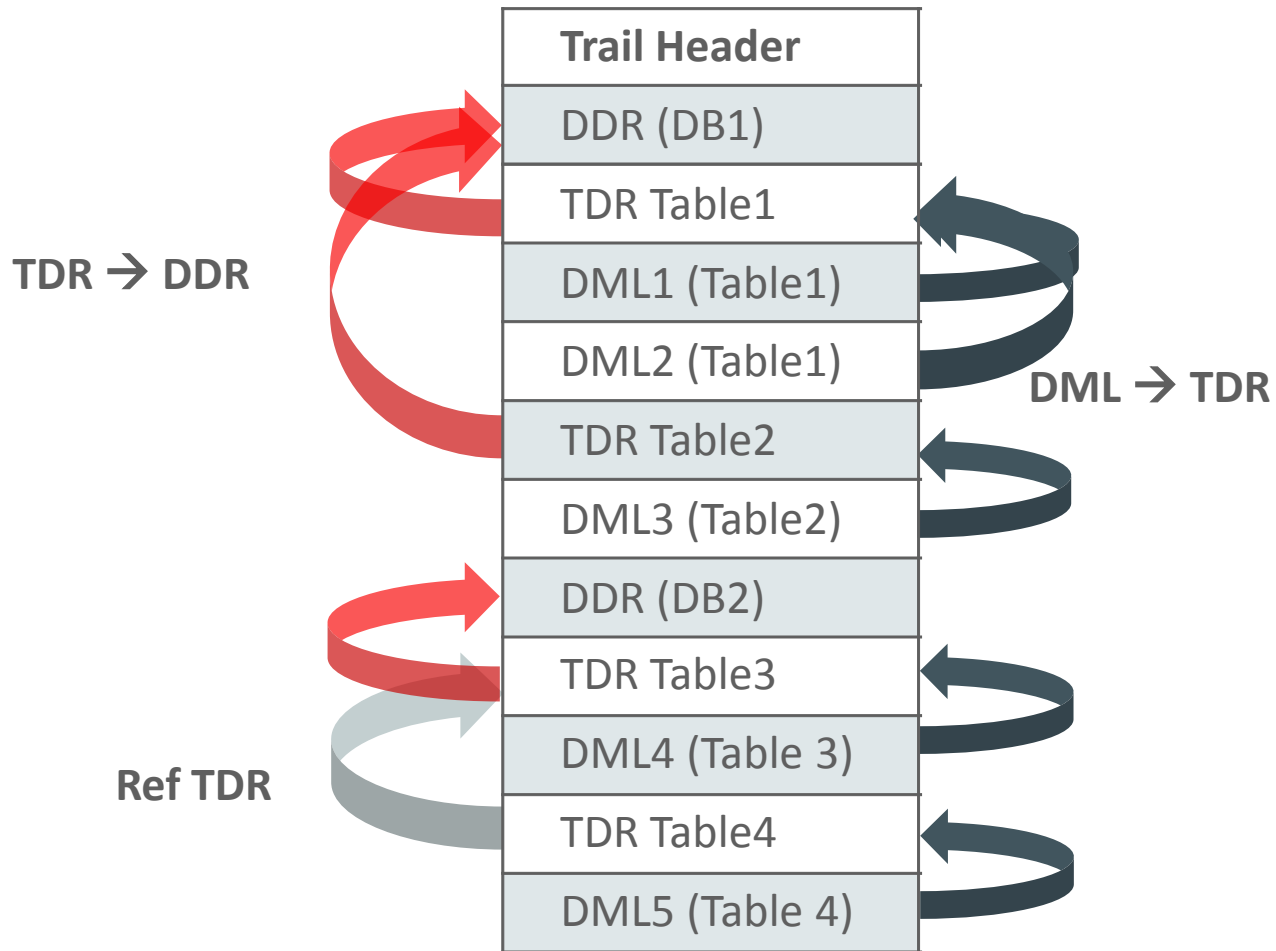 Trail Header
DDR (DB1)
TDR Table1
TDR → DDR
DML1 (Table1)
DML2 (Table1)
DML → TDR
TDR Table2
DML3 (Table2)
DDR (DB2)
TDR Table3
DML4 (Table 3)
Ref TDR
TDR Table4
DML5 (Table 4)